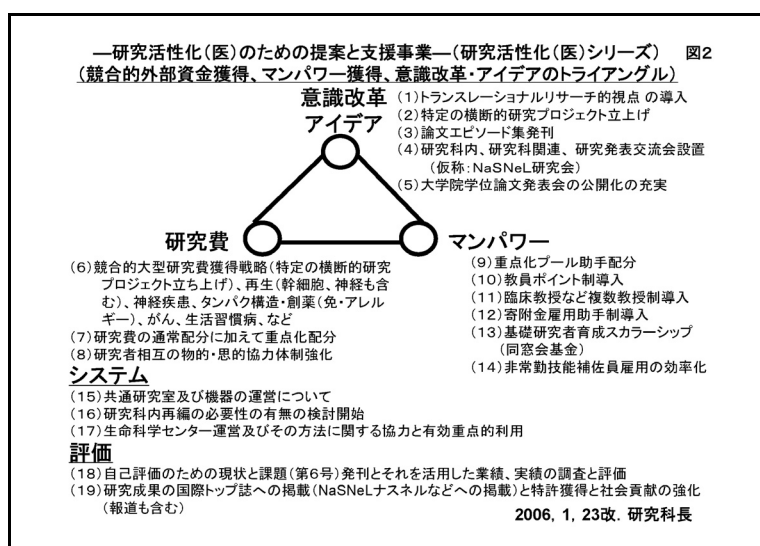 ―研究活性化(医)のための提案と支援事業―(研究活性化(医)シリーズ) 図2
(競合的外部資金獲得、マンパワー獲得、意識改革・アイデアのトライアングル)
意識改革
アイデア
(1)トランスレーショナルリサーチ的視点 の導入
(2)特定の横断的研究プロジェクト立上げ
(3)論文エピソード集発刊
(4)研究科内、研究科関連、研究発表交流会設置
(仮称:NaSNeL研究会)
(5)大学院学位論文発表会の公開化の充実
研究費
(6)競合的大型研究費獲得戦略(特定の横断的研究
プロジェクト立ち上げ)、再生(幹細胞、神経も含
む)、神経疾患、タンパク構造・創薬(免・アレル
ギー)、がん、生活習慣病、など
(7)研究費の通常配分に加えて重点化配分
(8)研究者相互の物的・思的協力体制強化
マンパワー
(9)重点化プール助手配分
(10)教員ポイント制導入
(11)臨床教授など複数教授制導入
(12)寄附金雇用助手制導入
(13)基礎研究者育成スカラーシップ
(同窓会基金)
(14)非常勤技能補佐員雇用の効率化
システム
(15)共通研究室及び機器の運営について
(16)研究科内再編の必要性の有無の検討開始
(17)生命科学センター運営及びその方法に関する協力と有効重点的利用
評価
(18)自己評価のための現状と課題(第6号)発刊とそれを活用した業績、実績の調査と評価
(19)研究成果の国際トップ誌への掲載(NaSNeLナスネルなどへの掲載)と特許獲得と社会貢献の強化
(報道も含む)
2006, 1, 23改. 研究科長